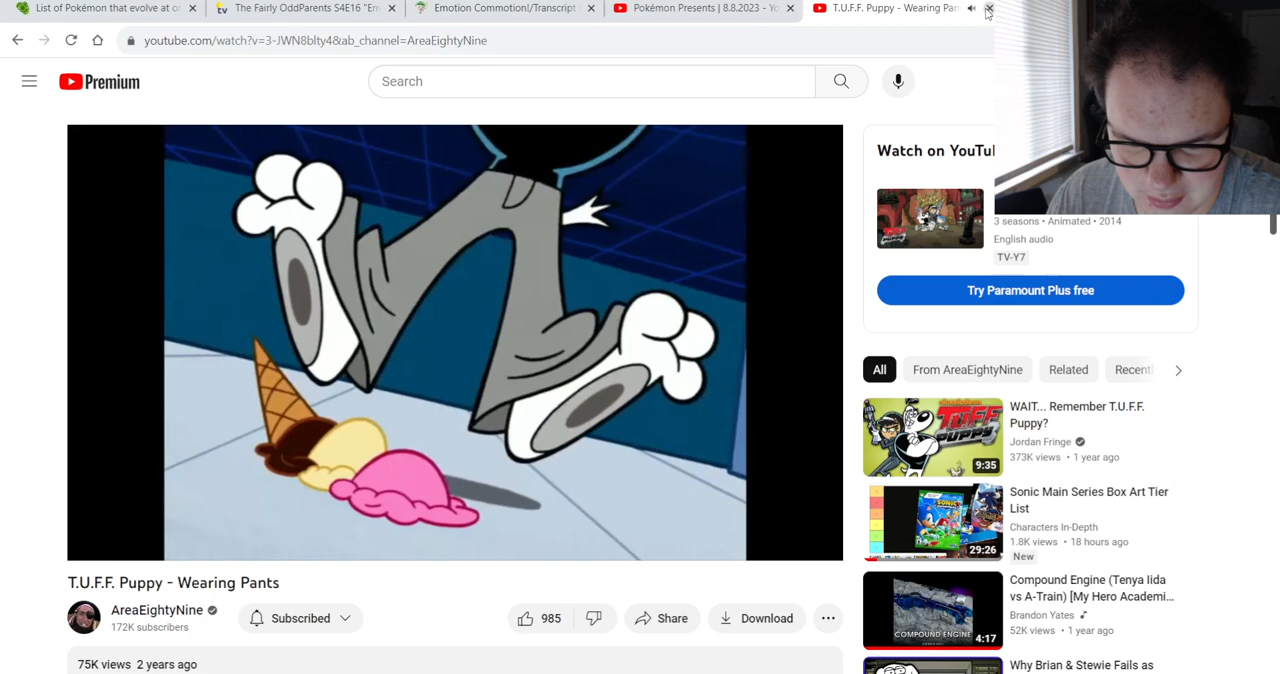 List of Pokémon that evolve at or
The Fairly OddParents S4E16 "Em
Emotion Commotion!/Transcript
Pokémon Presents | 8.8.2023 - Yo
T.U.F.F. Puppy - Wearing Pan
youtube.com/watch?v=3-JWN8blty4&ab_channel=AreaEightyNine
Premium
Search
Watch on YouTu
3 seasons • Animated • 2014
English audio
TV-Y7
Try Paramount Plus free
All
From AreaEightyNine
Related
Recent
WAIT... Remember T.U.F.F.
Puppy?
Jordan Fringe
373K views • 1 year ago
9:35
Sonic Main Series Box Art Tier
List
Characters In-Depth
1.8K views • 18 hours ago
New
29:26
Compound Engine (Tenya Iida
vs A-Train) [My Hero Academi...
Brandon Yates
52K views • 1 year ago
COMPOUND ENGINE
4:17
Why Brian & Stewie Fails as
T.U.F.F. Puppy - Wearing Pants
AreaEightyNine
172K subscribers
Subscribed
985
Share
Download
75K views 2 years ago